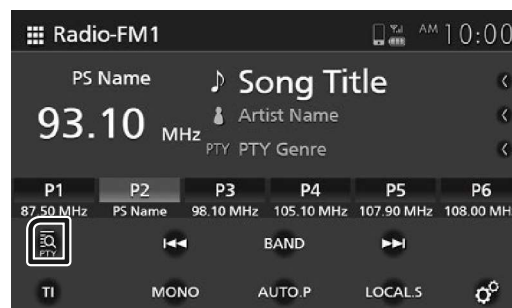 Radio-FM1 AM 10:00
PS Name
Song Title
93.10 MHz
Artist Name
PTY PTY Genre
P1 P2 P3 P4 P5 P6
87.50 MHz PS Name 98.10 MHz 105.10 MHz 107.90 MHz 108.00 MH
PTY BAND
TI MONO AUTO.P LOCAL.S